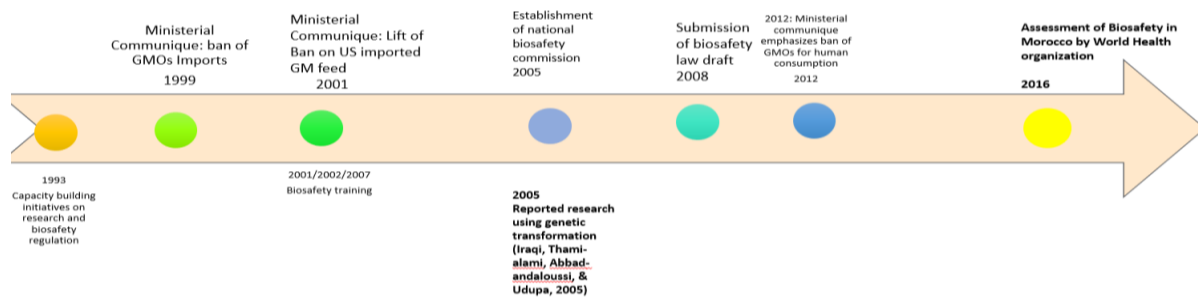 Ministerial
Communique: ban of
GMOs Imports
1999
Ministerial
Communique: Lift of
Ban on US imported
GM feed
2001
Establishment
of national
biosafety
commission
2005
Submission
of biosafety
law draft
2008
2012: Ministerial
communique
emphasizes ban of
GMOs for human
consumption
2012
Assessment of Biosafety in
Morocco by World Health
organization
2016
1993
Capacity building
initiatives on
research and
biosafety
regulation
2001/2002/2007
Biosafety training
2005
Reported research
using genetic
transformation
(Iraqi, Thami-
alami, Abbad-
andaloussi, &
Udupa, 2005)